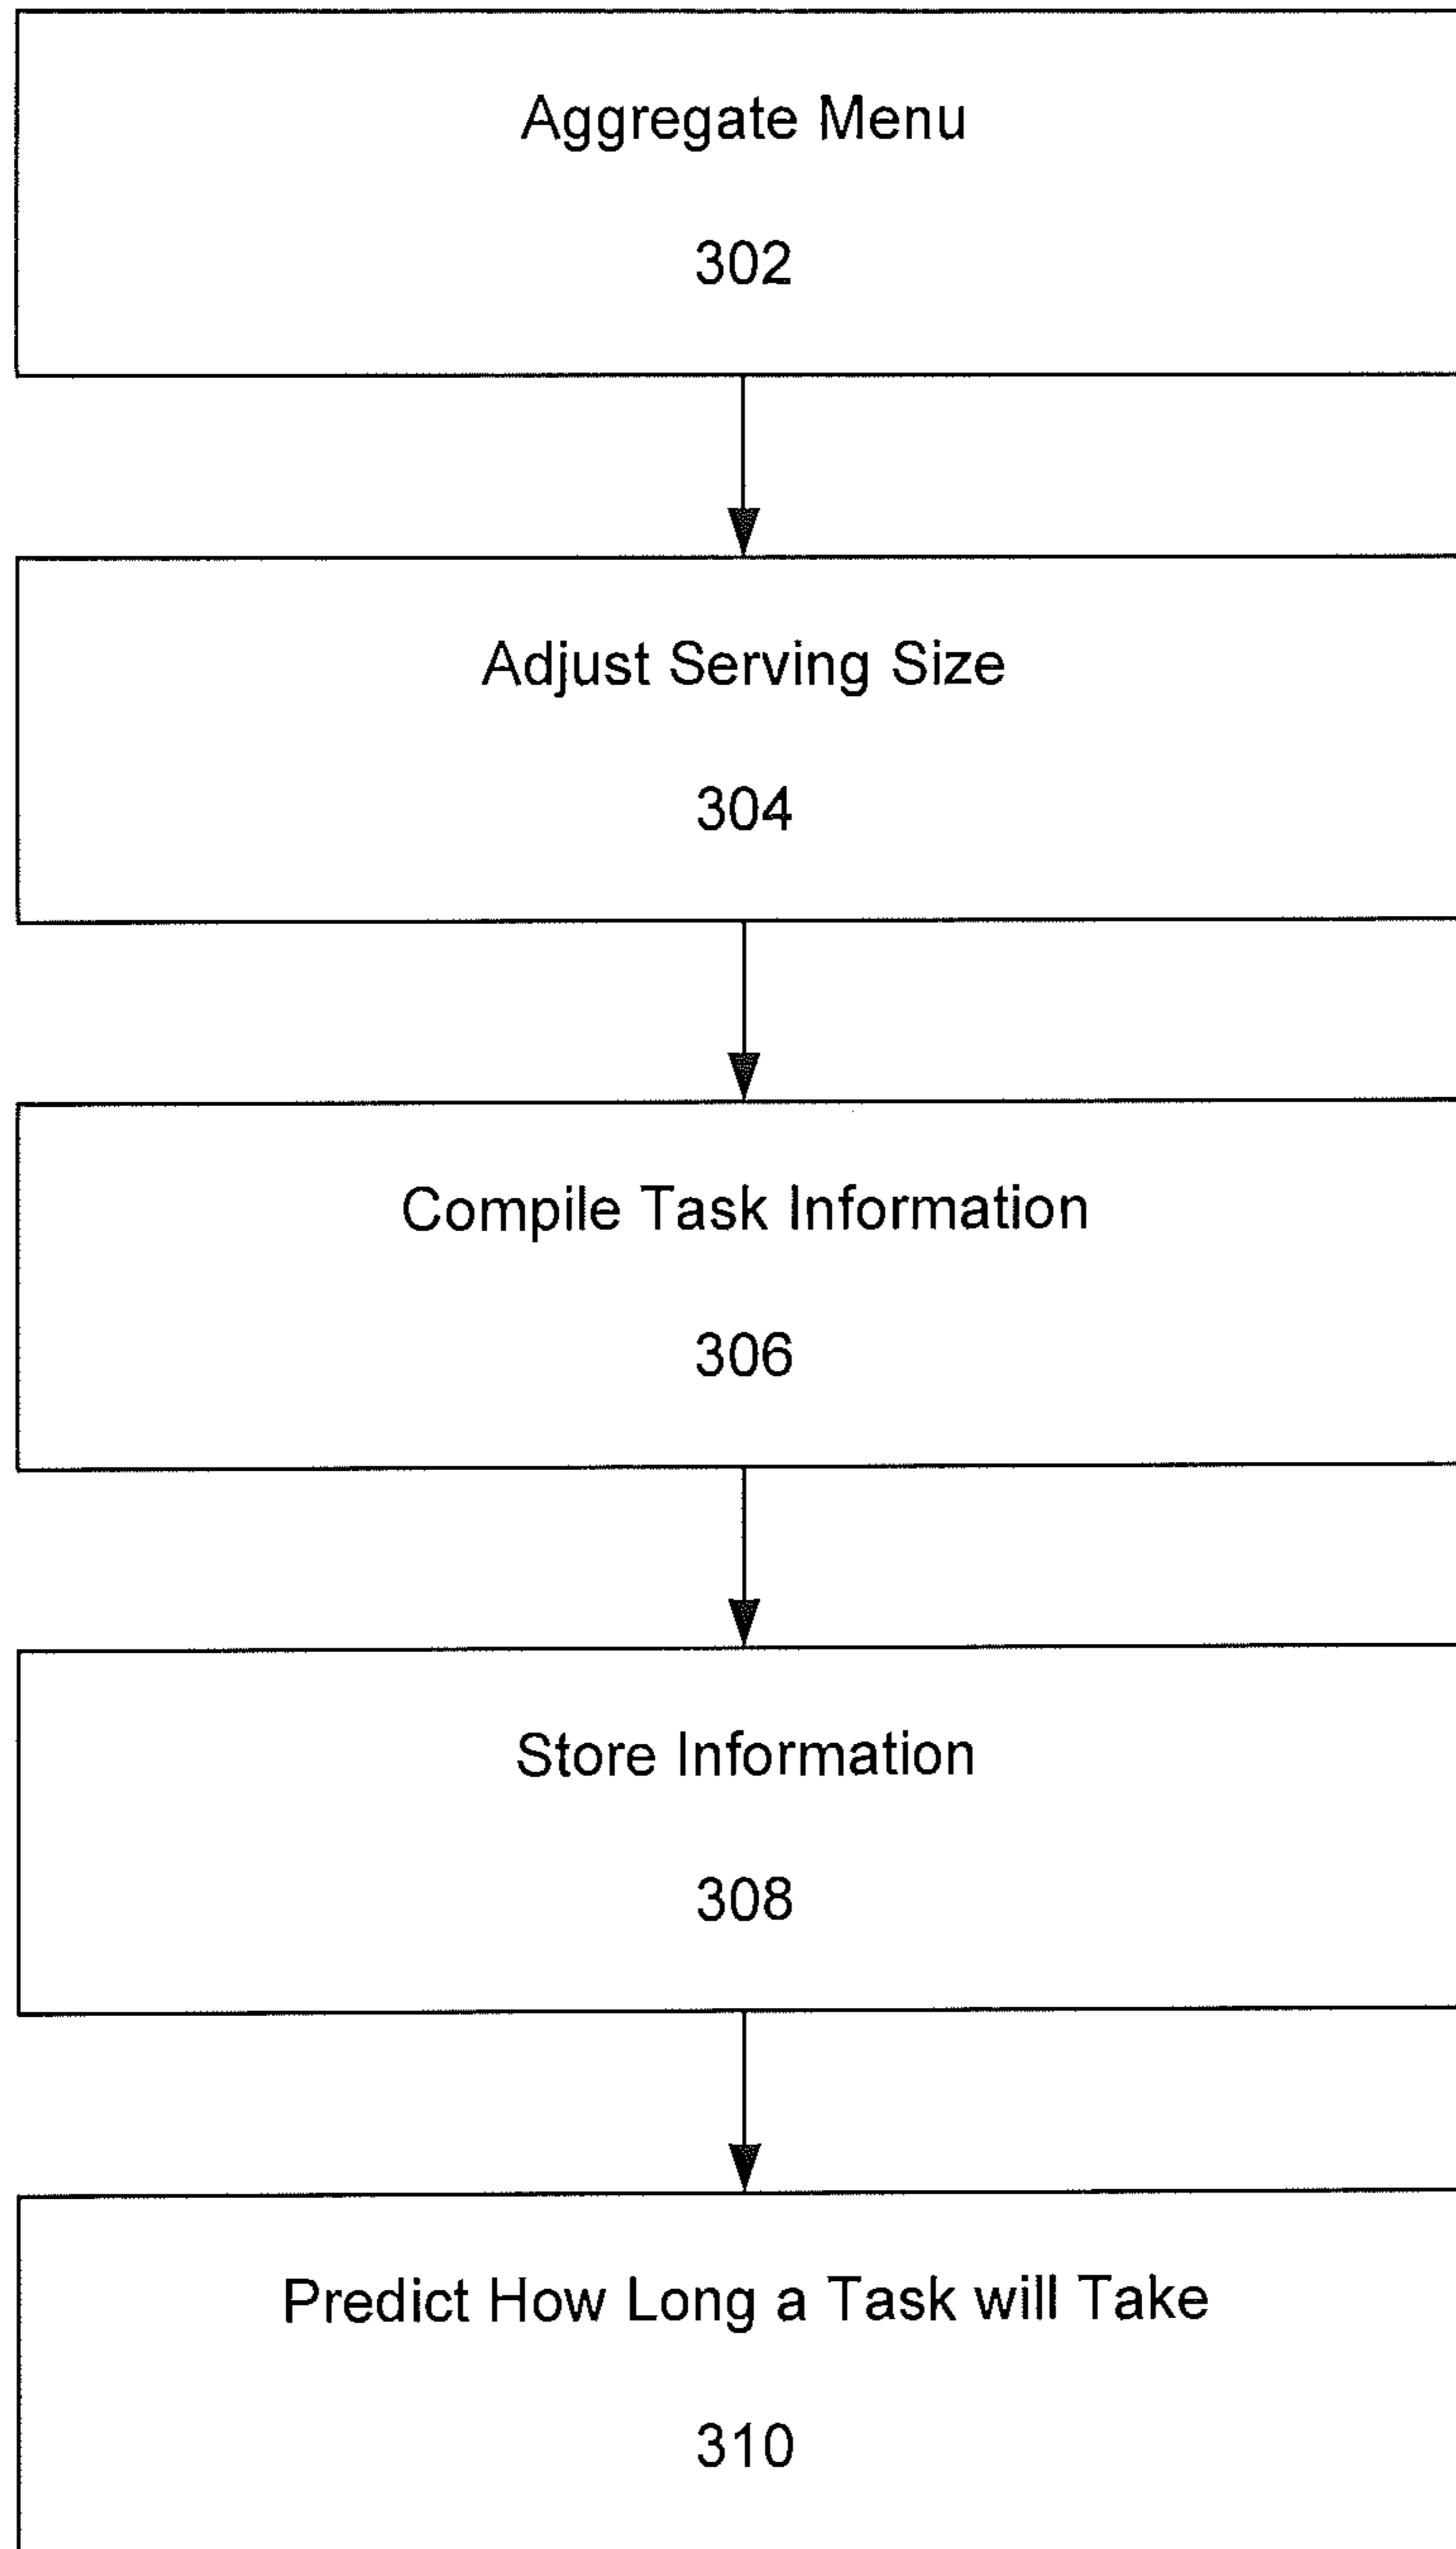 Aggregate Menu
302
Adjust Serving Size
304
Compile Task Information
306
Store Information
308
Predict How Long a Task will Take
310